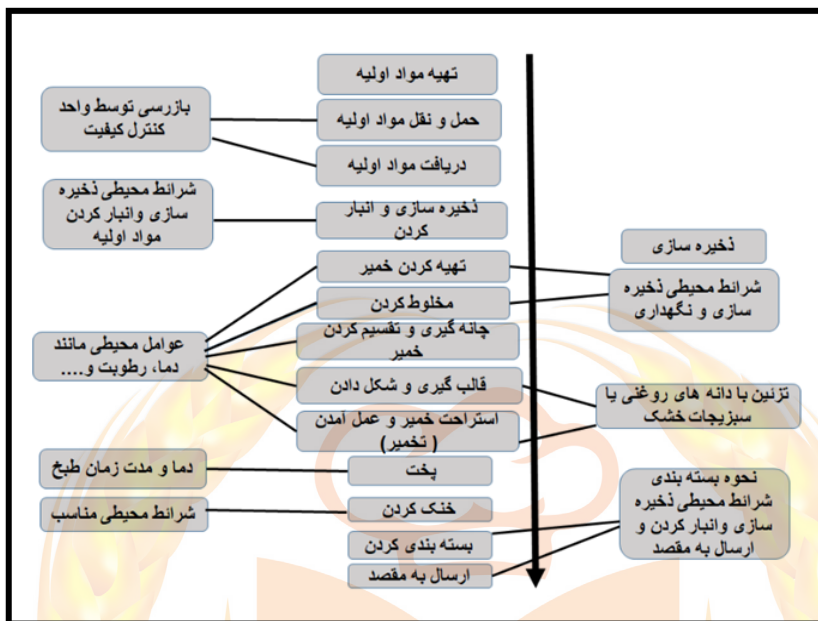 تهیه مواد اولیه
بازرسی توسط واحد
کنترل کیفیت
حمل و نقل مواد اولیه
دریافت مواد اولیه
شرائط محیطی ذخیره
سازی وانبار کردن
مواد اولیه
ذخیره سازی و انبار
کردن
ذخیره سازی
تهیه کردن خمیر
شرائط محیطی ذخیره
سازی و نگهداری
مخلوط کردن
عوامل محیطی مانند
دما، رطوبت و....
چانه گیری و تقسیم کردن
خمیر
قالب گیری و شکل دادن
تزئین با دانه های روغنی یا
سبزیجات خشک
استراحت خمیر و عمل آمدن
( تخمیر)
دما و مدت زمان طبخ
پخت
شرائط محیطی مناسب
خنک کردن
نحوه بسته بندی
شرائط محیطی ذخیره
سازی وانبار کردن و
ارسال به مقصد
بسته بندی کردن
ارسال به مقصد